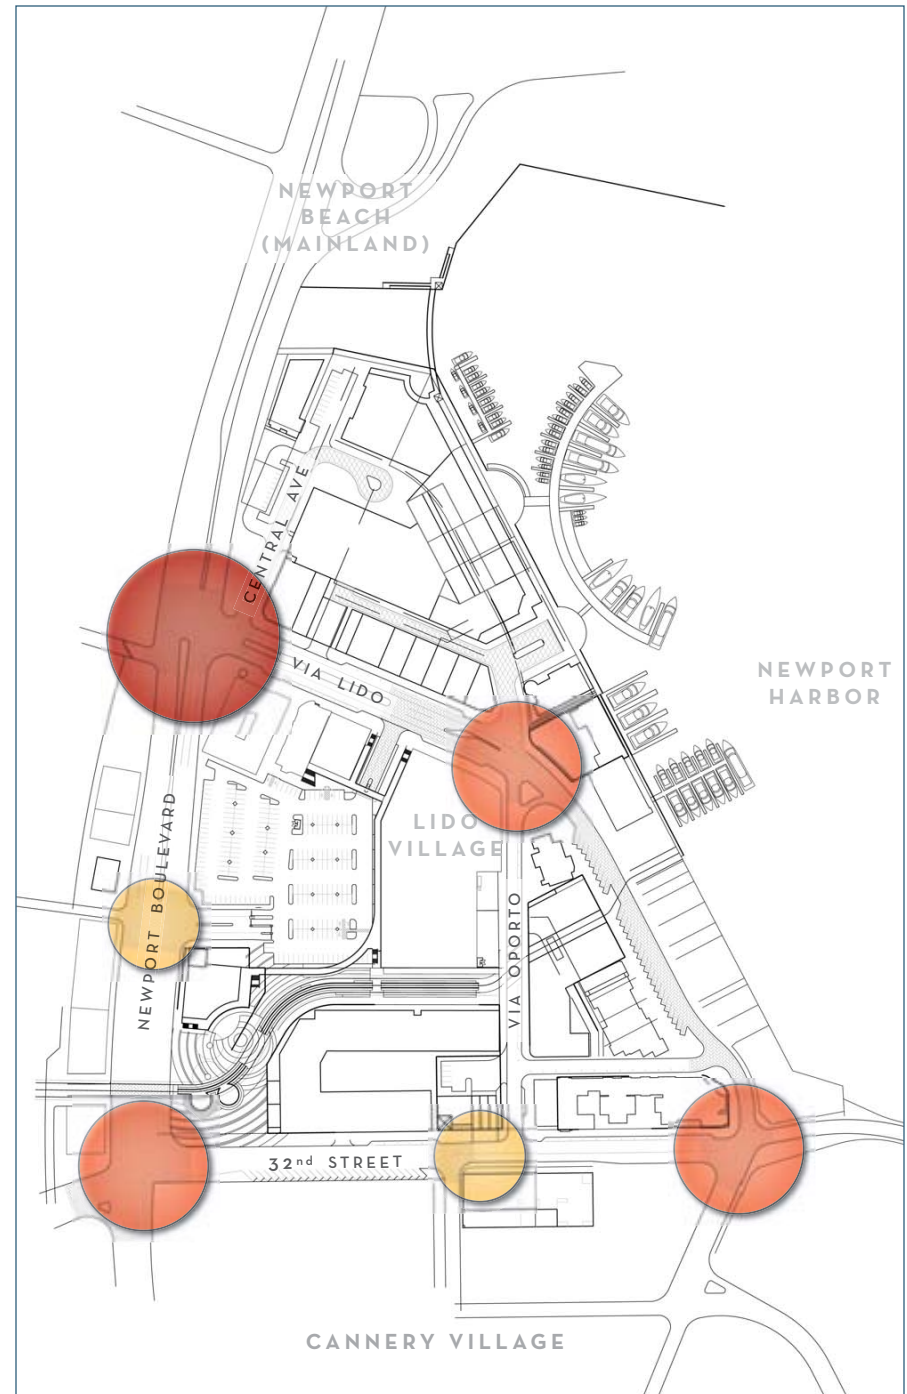 NEWPORT
BEACH
(MAINLAND)
CENTRAL AVE
VIA LIDO
NEWPORT
HARBOR
LIDO
VILLAGE
NEWPORT BOULEVARD
VIA OPORTO
32nd STREET
CANNERY VILLAGE